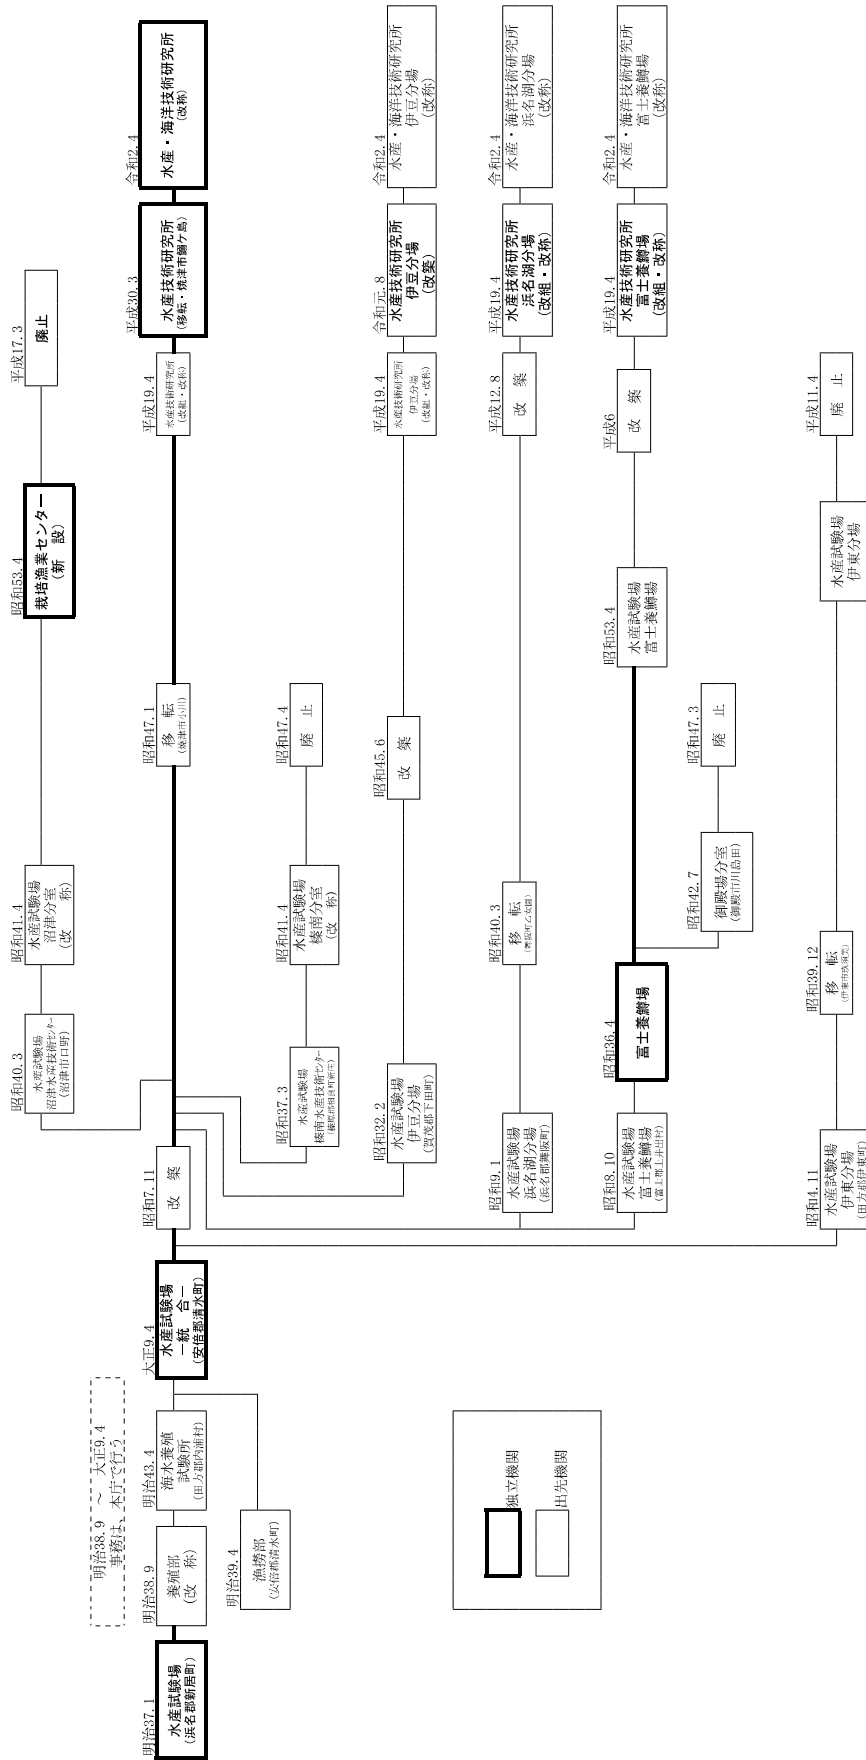 明治38.9 ～ 大正9.4
事務は、本庁で行う
明治37.1
水産試験場
(浜名郡新居町)
明治38.9
養殖部
(改 称)
明治43.4
海水養殖
試験所
(田方郡内浦村)
明治39.4
漁撈部
(安倍郡清水町)
大正9.4
水産試験場
－統 合－
(安倍郡清水町)
昭和7.11
改 築
昭和47.1
移 転
(焼津市小川)
平成19.4
水産技術研究所
(改組・改称)
平成30.3
水産技術研究所
(移転・焼津市鰯ケ島)
令和2.4
水産・海洋技術研究所
(改称)
昭和40.3
水産試験場
沼津水産技術センター
(沼津市口野)
昭和41.4
水産試験場
沼津分室
(改 称)
昭和53.4
栽培漁業センター
(新 設)
平成17.3
廃止
昭和37.3
水産試験場
榛南水産技術センター
昭和41.4
水産試験場
榛南分室
(改 称)
昭和47.4
廃 止
昭和32.2
水産試験場
伊豆分場
(賀茂郡下田町)
昭和45.6
改 築
平成19.4
水産技術研究所
伊豆分場
(改組・改称)
令和元.8
水産技術研究所
伊豆分場
(改築)
令和2.4
水産・海洋技術研究所
伊豆分場
(改称)
昭和9.1
水産試験場
浜名湖分場
(浜名郡舞阪町)
昭和40.3
移 転
(舞阪町乙女園)
平成12.8
改 築
平成19.4
水産技術研究所
浜名湖分場
(改組・改称)
令和2.4
水産・海洋技術研究所
浜名湖分場
(改称)
昭和8.10
水産試験場
富士養鱒場
(富士郡上井出村)
昭和36.4
富士養鱒場
昭和53.4
水産試験場
富士養鱒場
平成6
改 築
平成19.4
水産技術研究所
富士養鱒場
(改組・改称)
令和2.4
水産・海洋技術研究所
富士養鱒場
(改称)
昭和42.7
御殿場分室
(御殿市川島田)
昭和47.3
廃 止
昭和4.11
水産試験場
伊東分場
(田方郡伊東町)
昭和39.12
移 転
水産試験場
伊東分場
平成11.4
廃 止
独立機関
出先機関